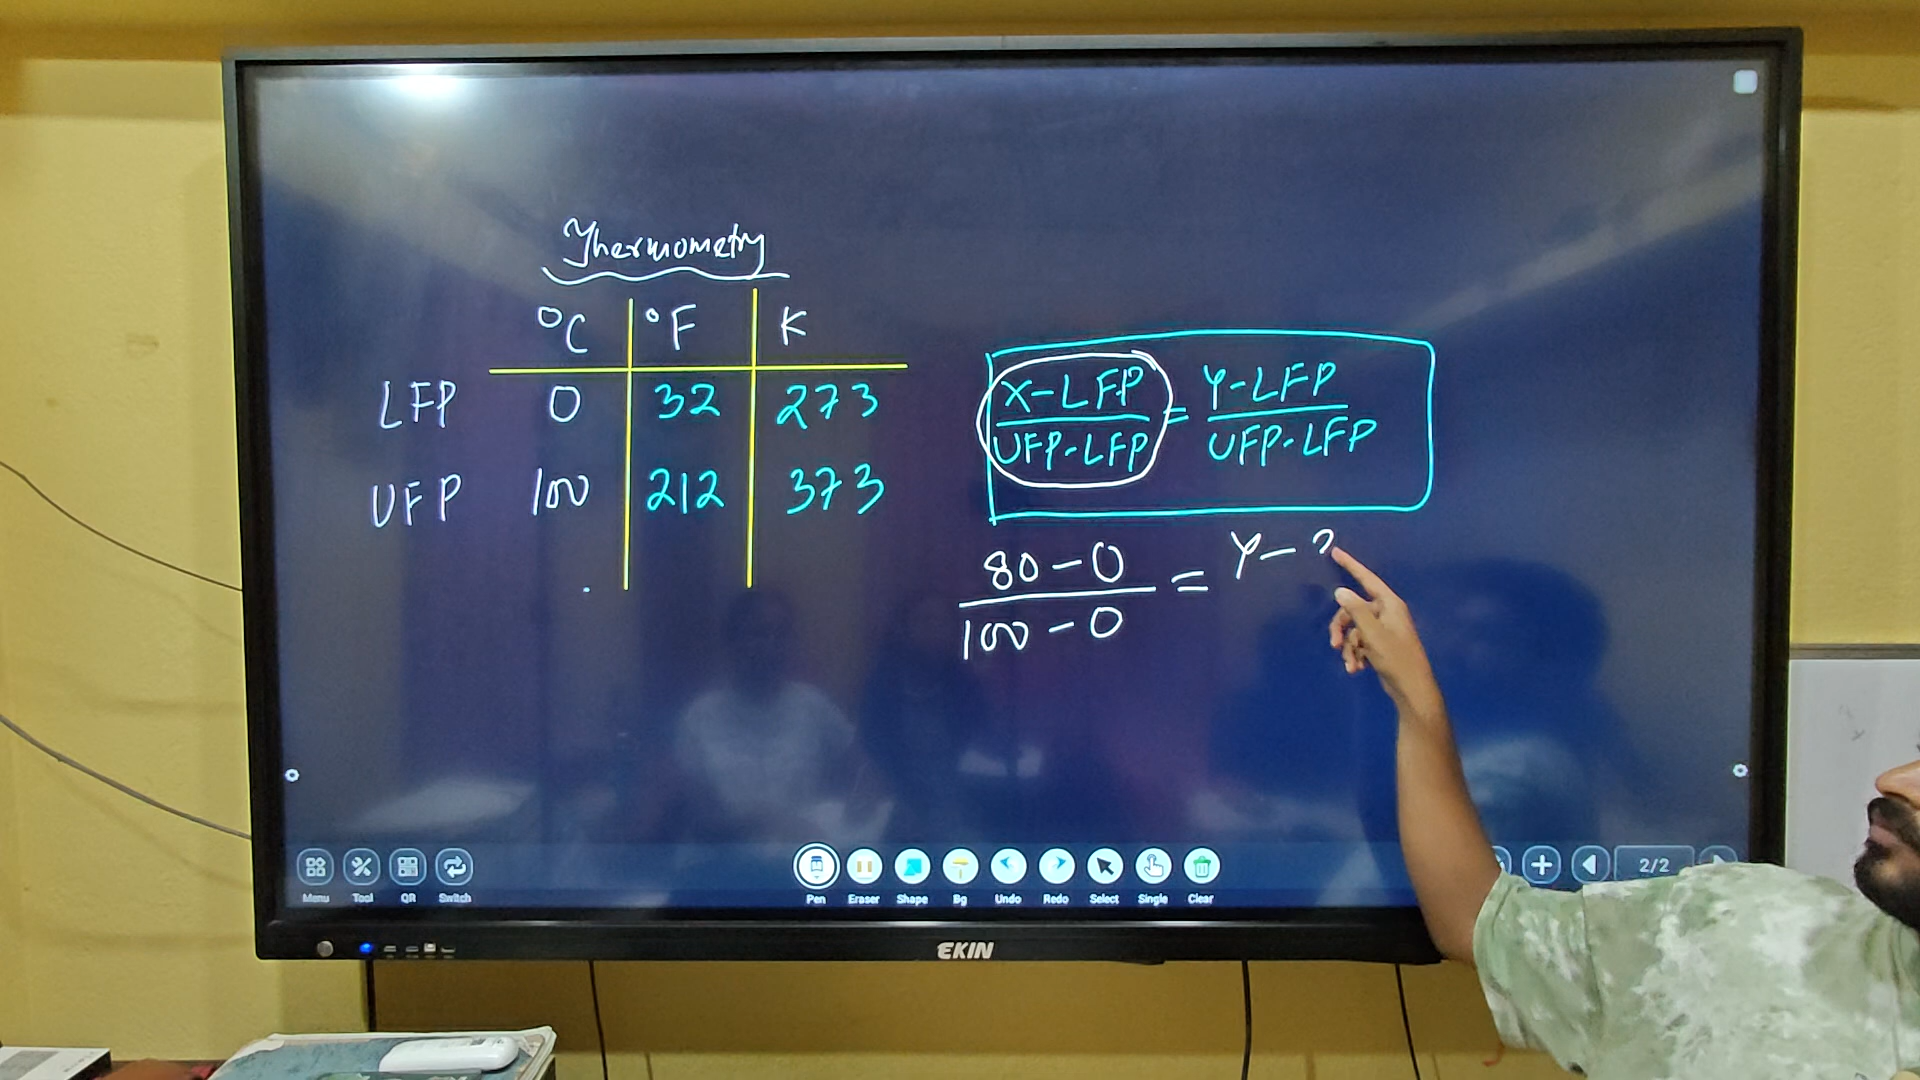 Thermometry
°C °F K
LFP 0 32 273
UFP 100 212 373
X-LFP
UFP-LFP
=
Y-LFP
UFP-LFP
80-0
100-0
=
Y-
Menu Tool QR Switch
Pen Eraser Shape Bg Undo Redo Select Single Clear
2/2
EKIN